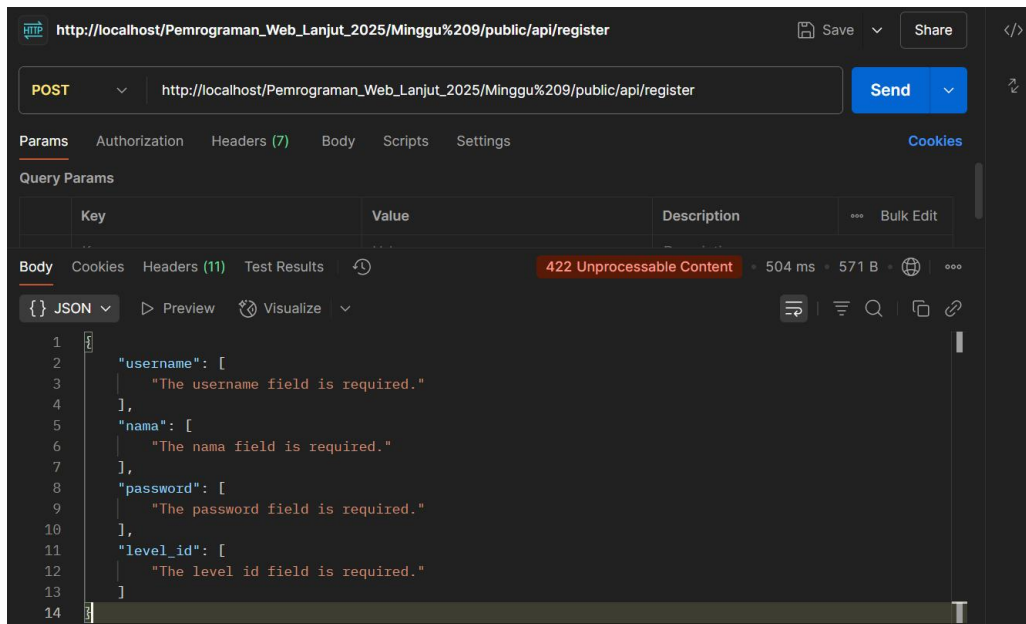 HTTP http://localhost/Pemrograman_Web_Lanjut_2025/Minggu%209/public/api/register Save Share </>
POST http://localhost/Pemrograman_Web_Lanjut_2025/Minggu%209/public/api/register Send
Params Authorization Headers (7) Body Scripts Settings Cookies
Query Params
Key Value Description Bulk Edit
Body Cookies Headers (11) Test Results 422 Unprocessable Content 504 ms 571 B
{} JSON Preview Visualize
1 {
2 "username": [
3 "The username field is required."
4 ],
5 "nama": [
6 "The nama field is required."
7 ],
8 "password": [
9 "The password field is required."
10 ],
11 "level_id": [
12 "The level id field is required."
13 ]
14 }